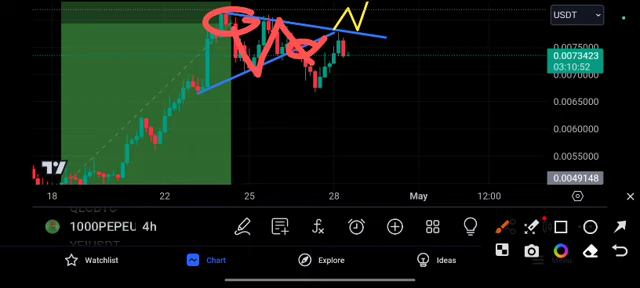 USDT
0.0075000
0.0073423
03:10:52
0.0070000
0.0065000
0.0060000
0.0055000
0.0049148
18 22 25 28 May 12:00
1000PEPEU 4h
Watchlist Chart Explore Ideas